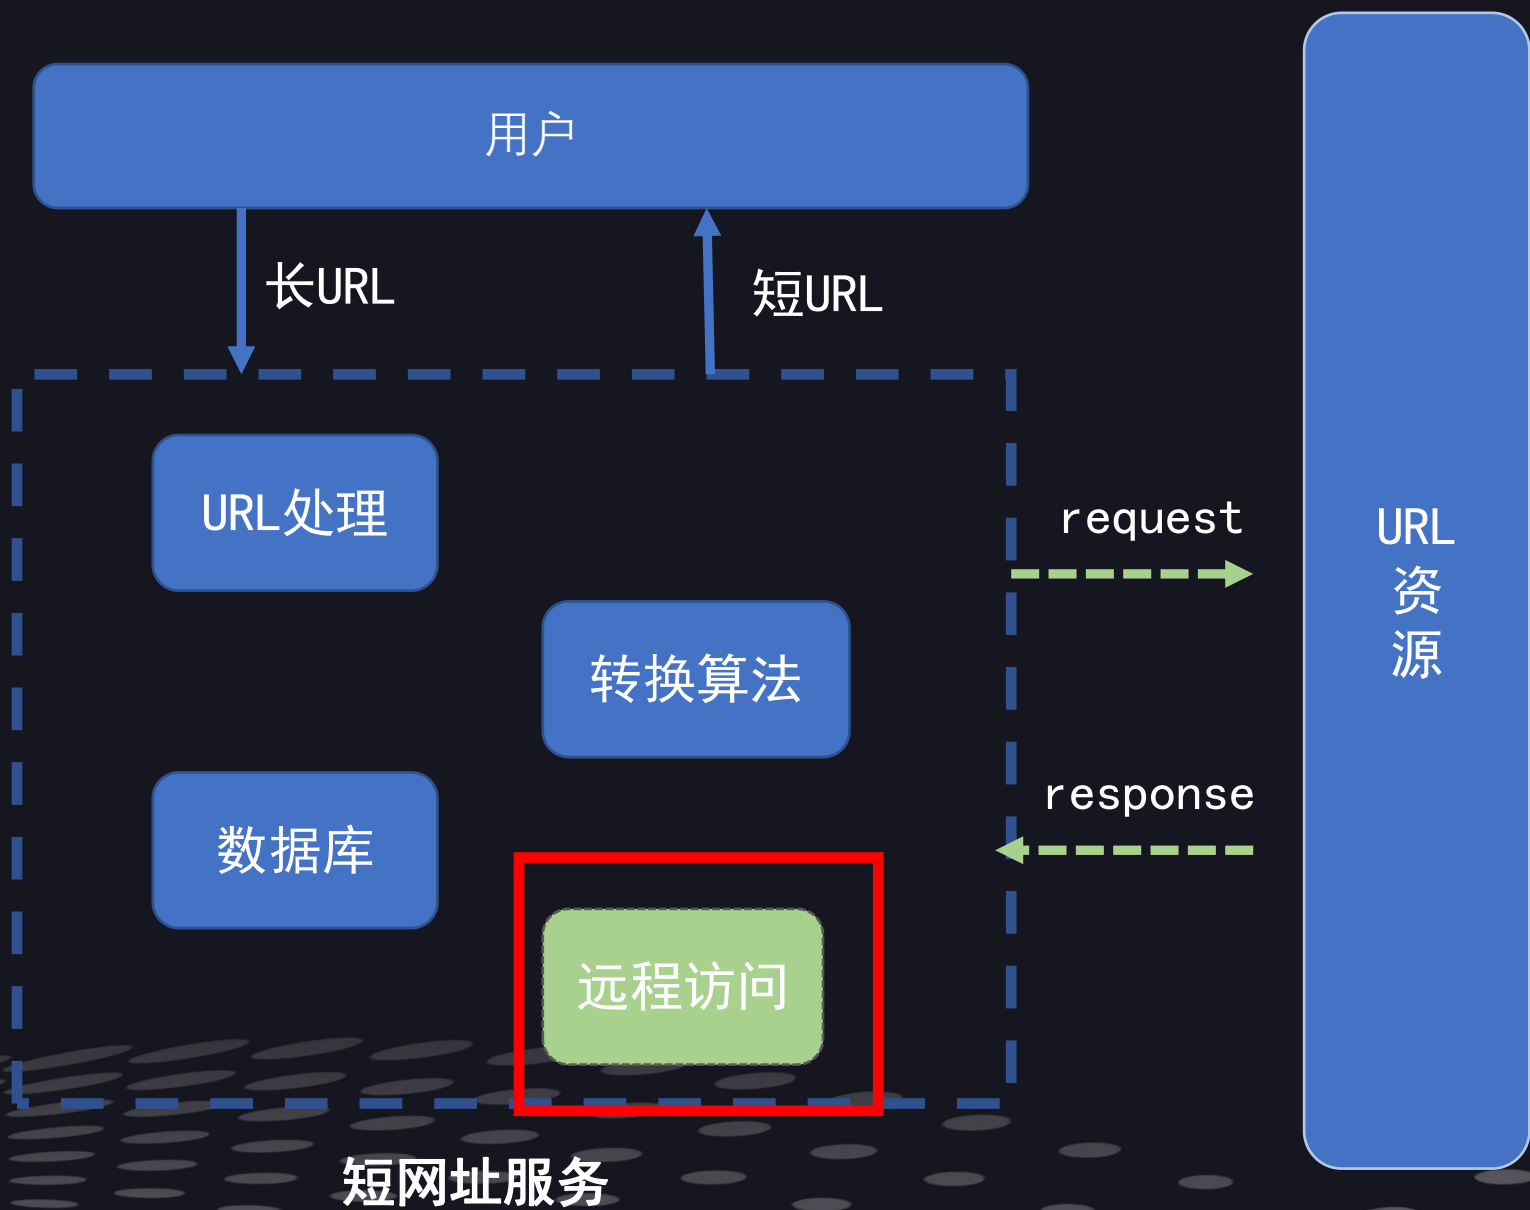 用户
长URL
短URL
URL处理
request
URL
资
源
转换算法
response
数据库
远程访问
短网址服务